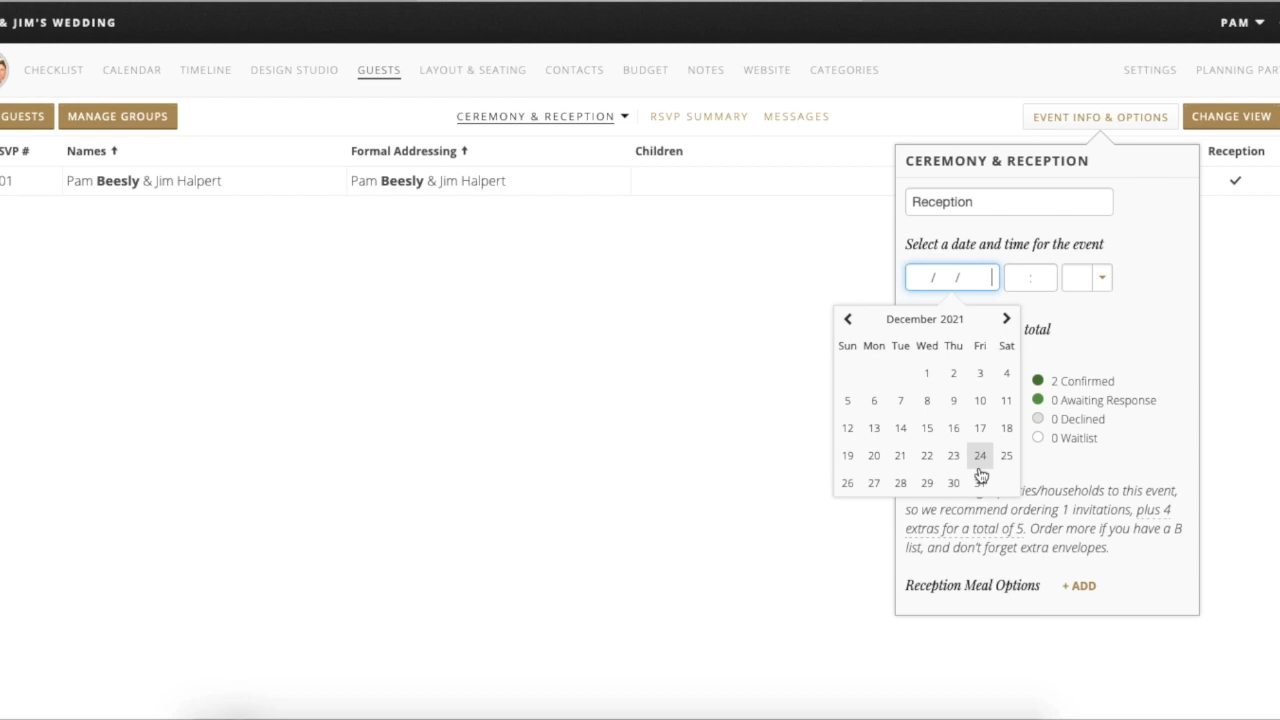 & JIM'S WEDDING
PAM
CHECKLIST CALENDAR TIMELINE DESIGN STUDIO GUESTS LAYOUT & SEATING CONTACTS BUDGET NOTES WEBSITE CATEGORIES SETTINGS PLANNING PAR
GUESTS MANAGE GROUPS CEREMONY & RECEPTION RSVP SUMMARY MESSAGES EVENT INFO & OPTIONS CHANGE VIEW
SVP # Names Formal Addressing Children Reception
01 Pam Beesly & Jim Halpert Pam Beesly & Jim Halpert
CEREMONY & RECEPTION
Reception
Select a date and time for the event
/ / :
December 2021
total
Sun Mon Tue Wed Thu Fri Sat
1 2 3 4
5 6 7 8 9 10 11
12 13 14 15 16 17 18
19 20 21 22 23 24 25
26 27 28 29 30 31
2 Confirmed
0 Awaiting Response
0 Declined
0 Waitlist
ies/households to this event,
so we recommend ordering 1 invitations, plus 4
extras for a total of 5. Order more if you have a B
list, and don't forget extra envelopes.
Reception Meal Options + ADD